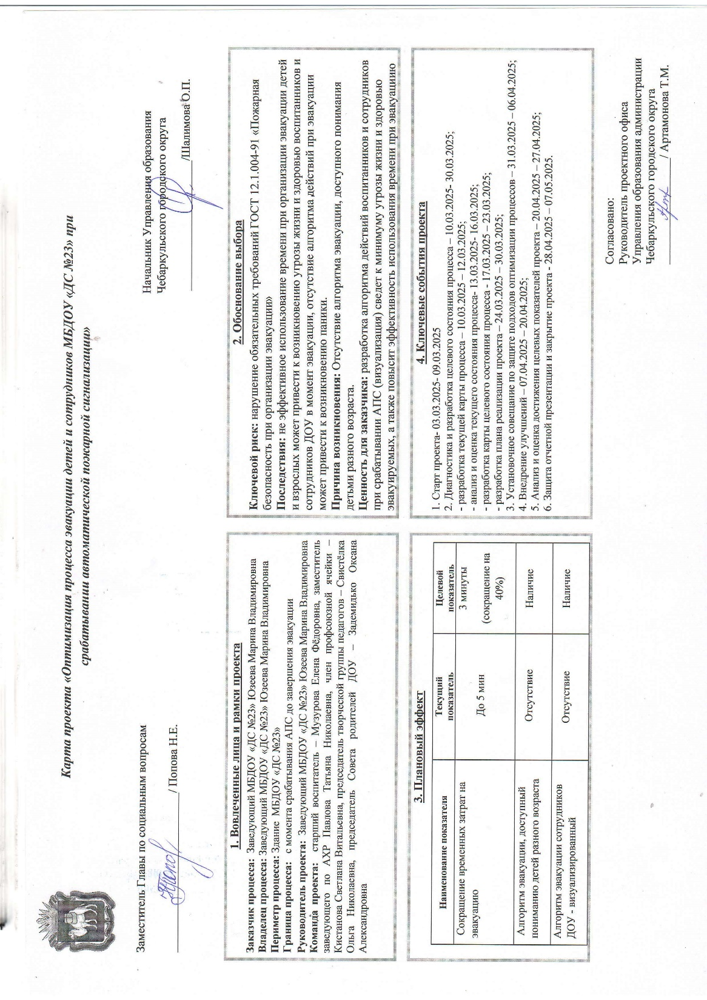 Карта проекта «Оптимизация процесса эвакуации детей и сотрудников МБДОУ «ДС №23» при
срабатывании автоматической пожарной сигнализации»
Заместитель Главы по социальным вопросам
/ Попова Н.Е.
Начальник Управления образования
Чебаркульского городского округа
/Шалимова О.П.
1. Вовлеченные лица и рамки проекта
Заказчик процесса: Заведующий МБДОУ «ДС №23» Юзеева Марина Владимировна
Владелец процесса: Заведующий МБДОУ «ДС №23» Юзеева Марина Владимировна
Периметр процесса: Здание МБДОУ «ДС №23»
Граница процесса: с момента срабатывания АПС до завершения эвакуации
Руководитель проекта: Заведующий МБДОУ «ДС №23» Юзеева Марина Владимировна
Команда проекта: старший воспитатель – Музурова Елена Фёдоровна, заместитель
заведующего по АХР Павлова Татьяна Николаевна, член профсоюзной ячейки –
Кистанова Светлана Витальевна, председатель творческой группы педагогов – Свистёлка
Ольга Николаевна, председатель Совета родителей ДОУ – Задемидько Оксана
Александровна
2. Обоснование выбора
Ключевой риск: нарушение обязательных требований ГОСТ 12.1.004-91 «Пожарная
безопасность при организации эвакуации»
Последствия: не эффективное использование времени при организации эвакуации детей
и взрослых может привести к возникновению угрозы жизни и здоровью воспитанников и
сотрудников ДОУ в момент эвакуации, отсутствие алгоритма действий при эвакуации
может привести к возникновению паники.
Причина возникновения: Отсутствие алгоритма эвакуации, доступного понимания
детьми разного возраста.
Ценность для заказчика: разработка алгоритма действий воспитанников и сотрудников
при срабатывании АПС (визуализация) сведет к минимуму угрозы жизни и здоровью
эвакуируемых, а также повысит эффективность использования времени при эвакуациию
3. Плановый эффект
Наименование показателя
Текущий
показатель
Целевой
показатель
Сокращение временных затрат на
эвакуацию
До 5 мин
3 минуты
(сокращение на
40%)
Алгоритм эвакуации, доступный
пониманию детей разного возраста
Отсутствие
Наличие
Алгоритм эвакуации сотрудников
ДОУ - визуализированный
Отсутствие
Наличие
4. Ключевые события проекта
1. Старт проекта- 03.03.2025- 09.03.2025
2. Диагностика и разработка целевого состояния процесса – 10.03.2025- 30.03.2025;
- разработка текущей карты процесса – 10.03.2025 – 12.03.2025;
- анализ и оценка текущего состояния процесса- 13.03.2025- 16.03.2025;
- разработка карты целевого состояния процесса - 17.03.2025 – 23.03.2025;
- разработка плана реализации проекта – 24.03.2025 – 30.03.2025;
3. Установочное совещание по защите подходов оптимизации процессов – 31.03.2025 – 06.04.2025;
4. Внедрение улучшений – 07.04.2025 – 20.04.2025;
5. Анализ и оценка достижения целевых показателей проекта – 20.04.2025 – 27.04.2025;
6. Защита отчетной презентации и закрытие проекта - 28.04.2025 – 07.05.2025.
Согласовано:
Руководитель проектного офиса
Управления образования администрации
Чебаркульского городского округа
/ Артамонова Т.М.